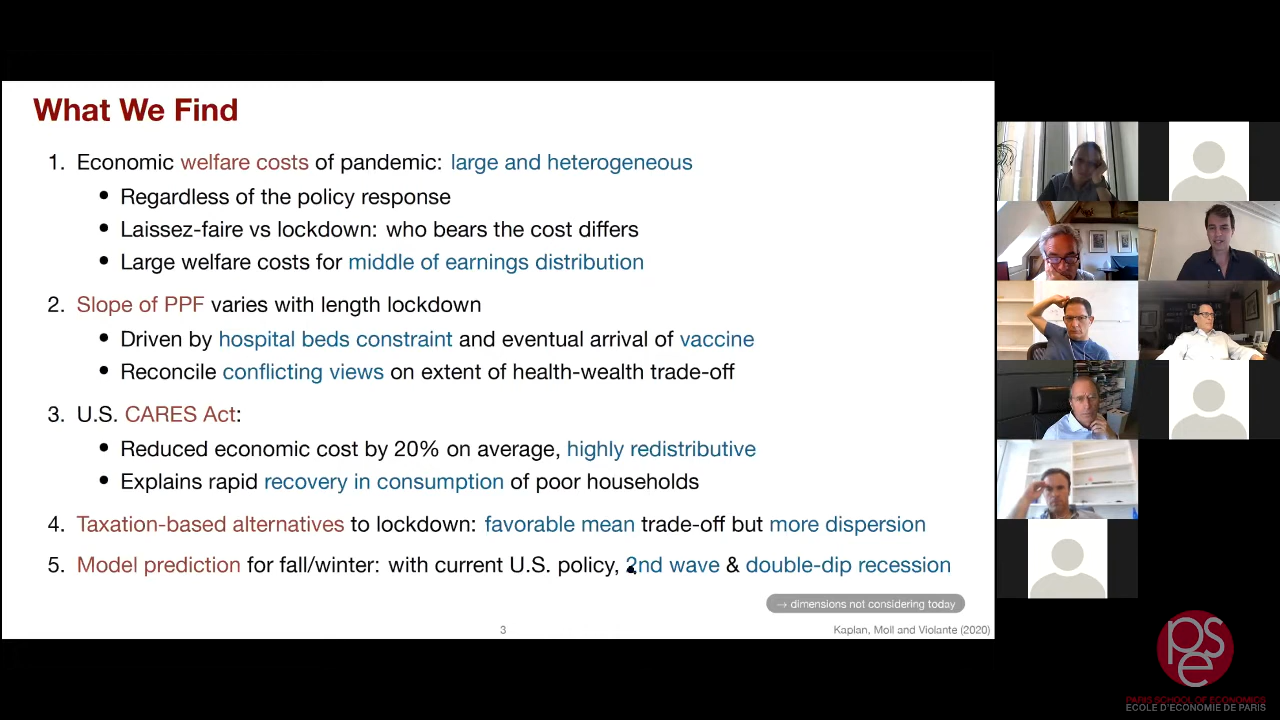 What We Find
1. Economic welfare costs of pandemic: large and heterogeneous
• Regardless of the policy response
• Laissez-faire vs lockdown: who bears the cost differs
• Large welfare costs for middle of earnings distribution
2. Slope of PPF varies with length lockdown
• Driven by hospital beds constraint and eventual arrival of vaccine
• Reconcile conflicting views on extent of health-wealth trade-off
3. U.S. CARES Act:
• Reduced economic cost by 20% on average, highly redistributive
• Explains rapid recovery in consumption of poor households
4. Taxation-based alternatives to lockdown: favorable mean trade-off but more dispersion
5. Model prediction for fall/winter: with current U.S. policy, 2nd wave & double-dip recession
→ dimensions not considering today
3
Kaplan, Moll and Violante (2020)
pse
PARIS SCHOOL OF ECONOMICS
ECOLE D'ECONOMIE DE PARIS